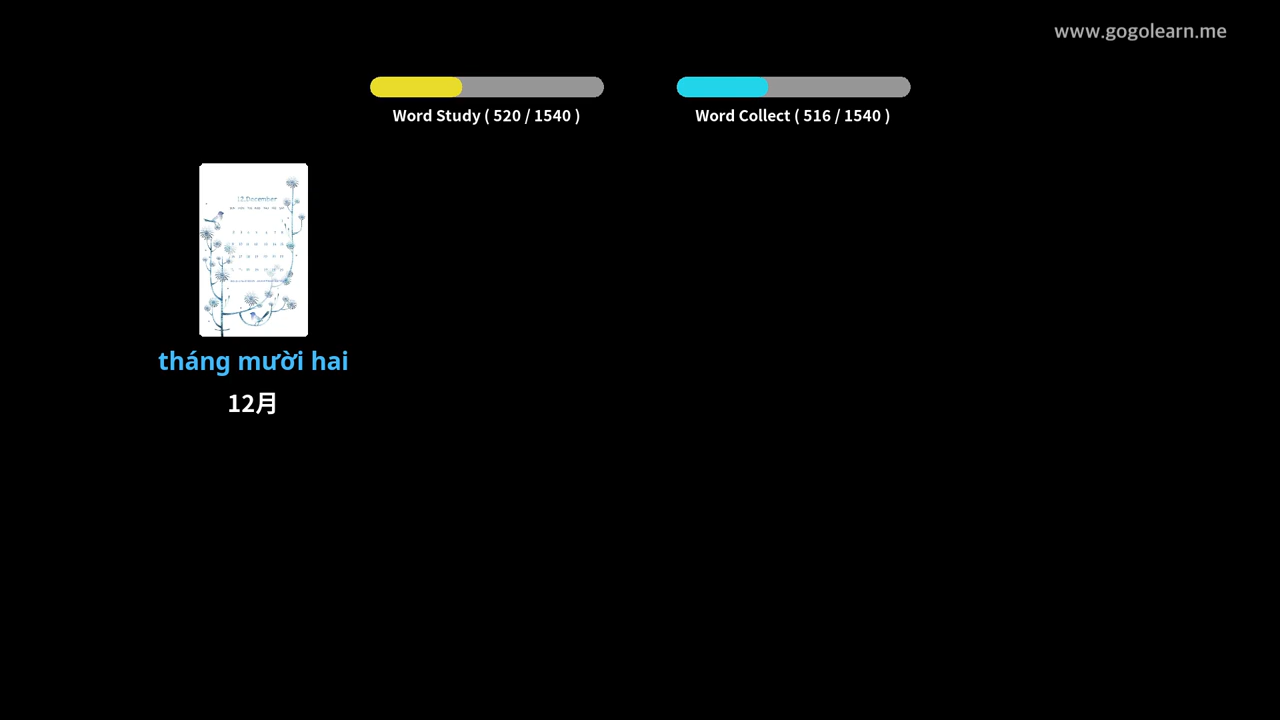 www.gogolearn.me
Word Study ( 520 / 1540 )
Word Collect ( 516 / 1540 )
12.December
tháng mười hai
12月